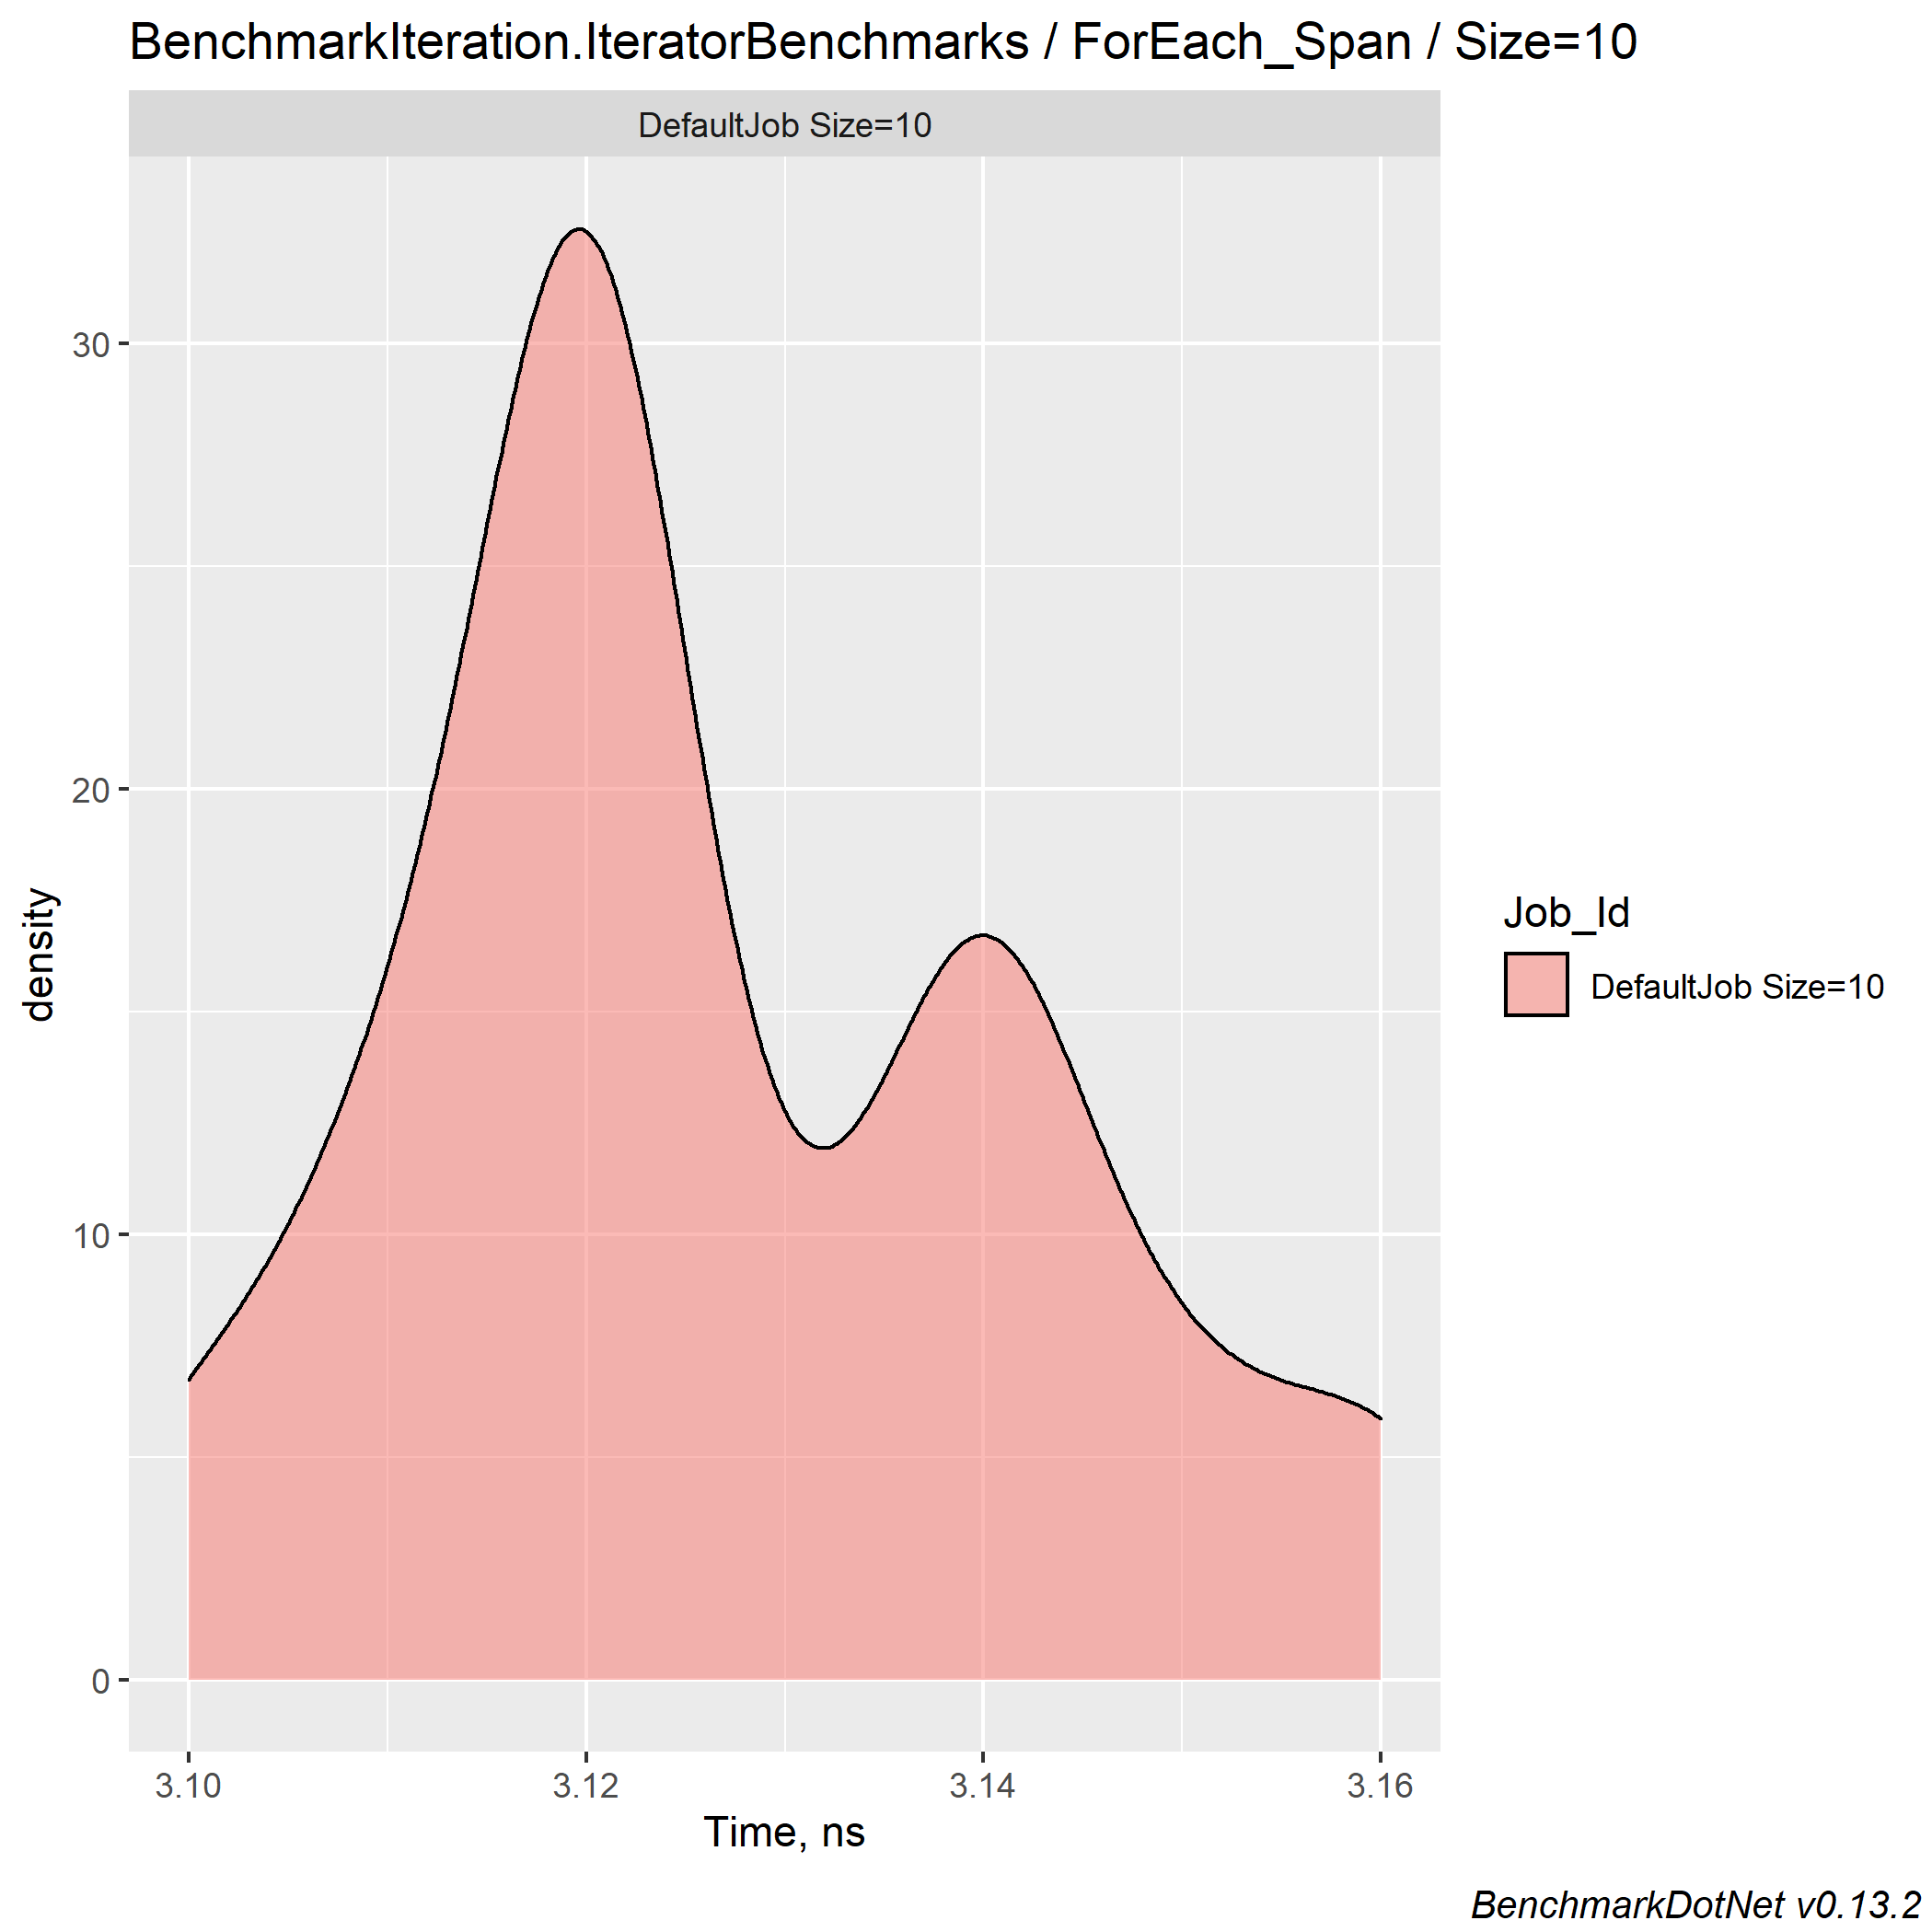 BenchmarkIteration.IteratorBenchmarks / ForEach_Span / Size=10
DefaultJob Size=10
30
20
10
0
density
3.10 3.12 3.14 3.16
Time, ns
Job_Id
DefaultJob Size=10
BenchmarkDotNet v0.13.2